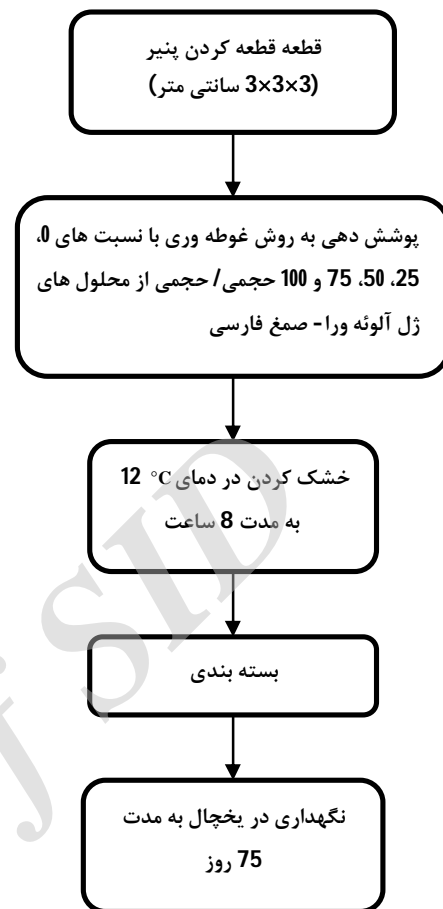 قطعه قطعه کردن پنیر
(3×3×3 سانتی متر)
پوشش دهی به روش غوطه وری با نسبت های 0،
25، 50، 75 و 100 حجمی/ حجمی از محلول های
ژل آلوئه ورا- صمغ فارسی
خشک کردن در دمای 12 °C
به مدت 8 ساعت
بسته بندی
نگهداری در یخچال به مدت
75 روز
f SID